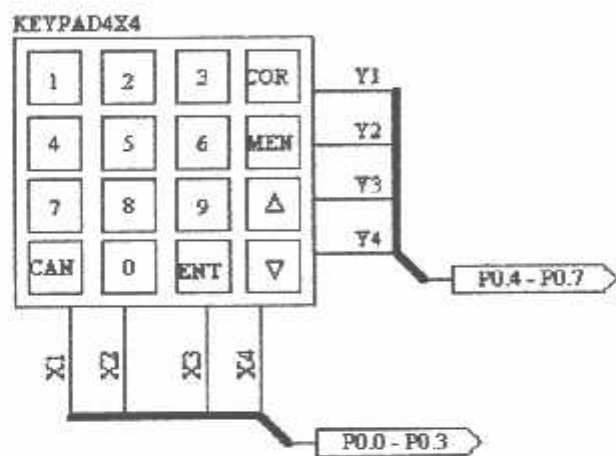 KEYPAD4X4
1 2 3 COR Y1
4 5 6 MEN Y2
7 8 9 △ Y3
CAN 0 ENT ▽ Y4
P0.4 - P0.7
X1 X2 X3 X4
P0.0 - P0.3